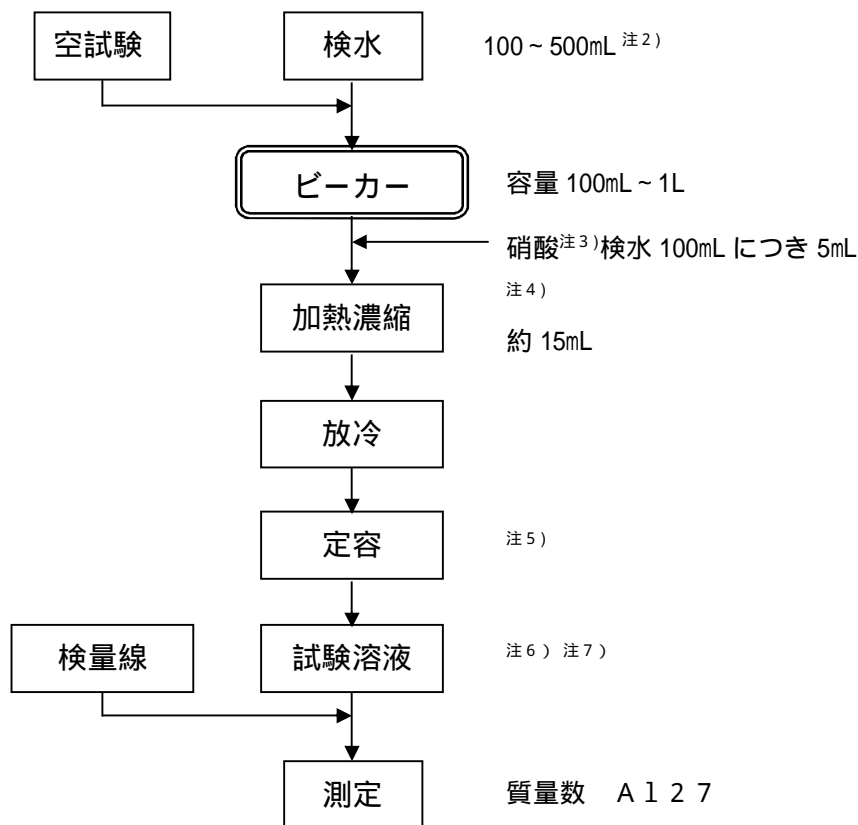 空試験 検水 100~500mL 注2)
ビーカー 容量 100mL~1L
硝酸注3)検水 100mL につき 5mL
注4)
加熱濃縮
約 15mL
放冷
定容 注5)
検量線 試験溶液 注6) 注7)
測定 質量数 Al27